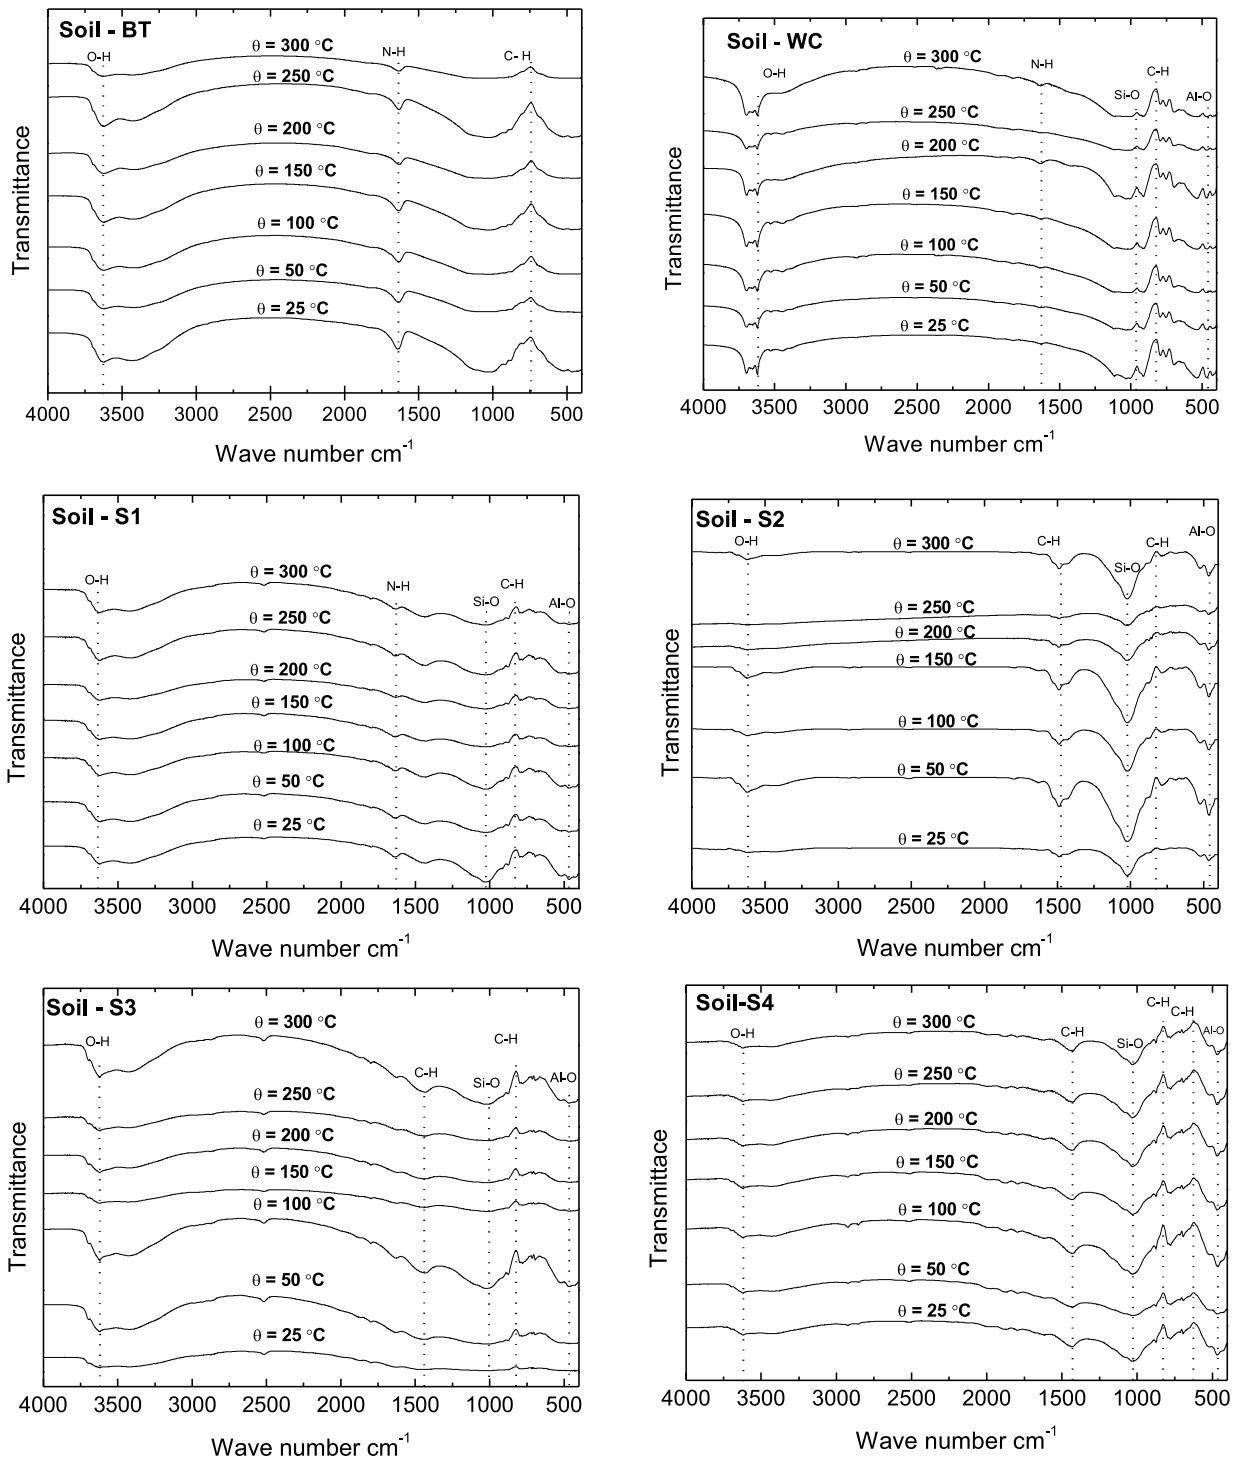 Soil - BT
O-H
θ = 300 °C
N-H
C- H
θ = 250 °C
θ = 200 °C
θ = 150 °C
θ = 100 °C
θ = 50 °C
θ = 25 °C
Transmittance
4000 3500 3000 2500 2000 1500 1000 500
Wave number cm-1
Soil - WC
O-H
θ = 300 °C
N-H
Si-O
C-H
Al-O
θ = 250 °C
θ = 200 °C
θ = 150 °C
θ = 100 °C
θ = 50 °C
θ = 25 °C
Transmittance
4000 3500 3000 2500 2000 1500 1000 500
Wave number cm-1
Soil - S1
O-H
θ = 300 °C
N-H
Si-O
C-H
Al-O
θ = 250 °C
θ = 200 °C
θ = 150 °C
θ = 100 °C
θ = 50 °C
θ = 25 °C
Transmittance
4000 3500 3000 2500 2000 1500 1000 500
Wave number cm-1
Soil - S2
O-H
θ = 300 °C
C-H
Si-O
C-H
Al-O
θ = 250 °C
θ = 200 °C
θ = 150 °C
θ = 100 °C
θ = 50 °C
θ = 25 °C
Transmittance
4000 3500 3000 2500 2000 1500 1000 500
Wave number cm-1
Soil - S3
O-H
θ = 300 °C
C-H
Si-O
C-H
Al-O
θ = 250 °C
θ = 200 °C
θ = 150 °C
θ = 100 °C
θ = 50 °C
θ = 25 °C
Transmittance
4000 3500 3000 2500 2000 1500 1000 500
Wave number cm-1
Soil-S4
O-H
θ = 300 °C
C-H
Si-O
C-H
C-H
Al-O
θ = 250 °C
θ = 200 °C
θ = 150 °C
θ = 100 °C
θ = 50 °C
θ = 25 °C
Transmittace
4000 3500 3000 2500 2000 1500 1000 500
Wave number cm-1